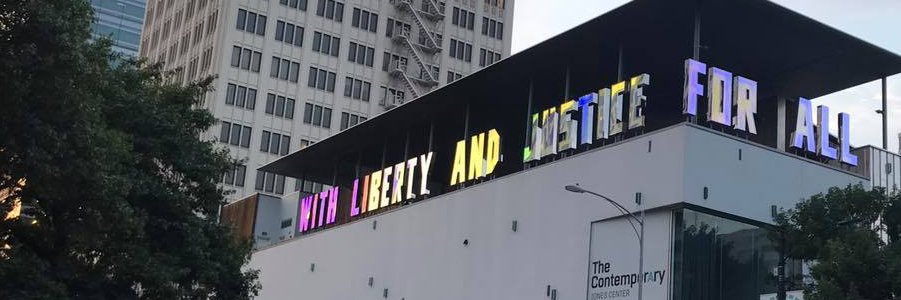 WITH LIBERTY AND JUSTICE FOR ALL
The
Contemporary
JONES CENTER